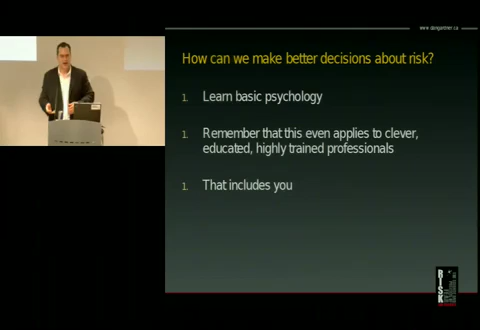 www.dangardner.ca
How can we make better decisions about risk?
1. Learn basic psychology
1. Remember that this even applies to clever,
educated, highly trained professionals
1. That includes you
RISK